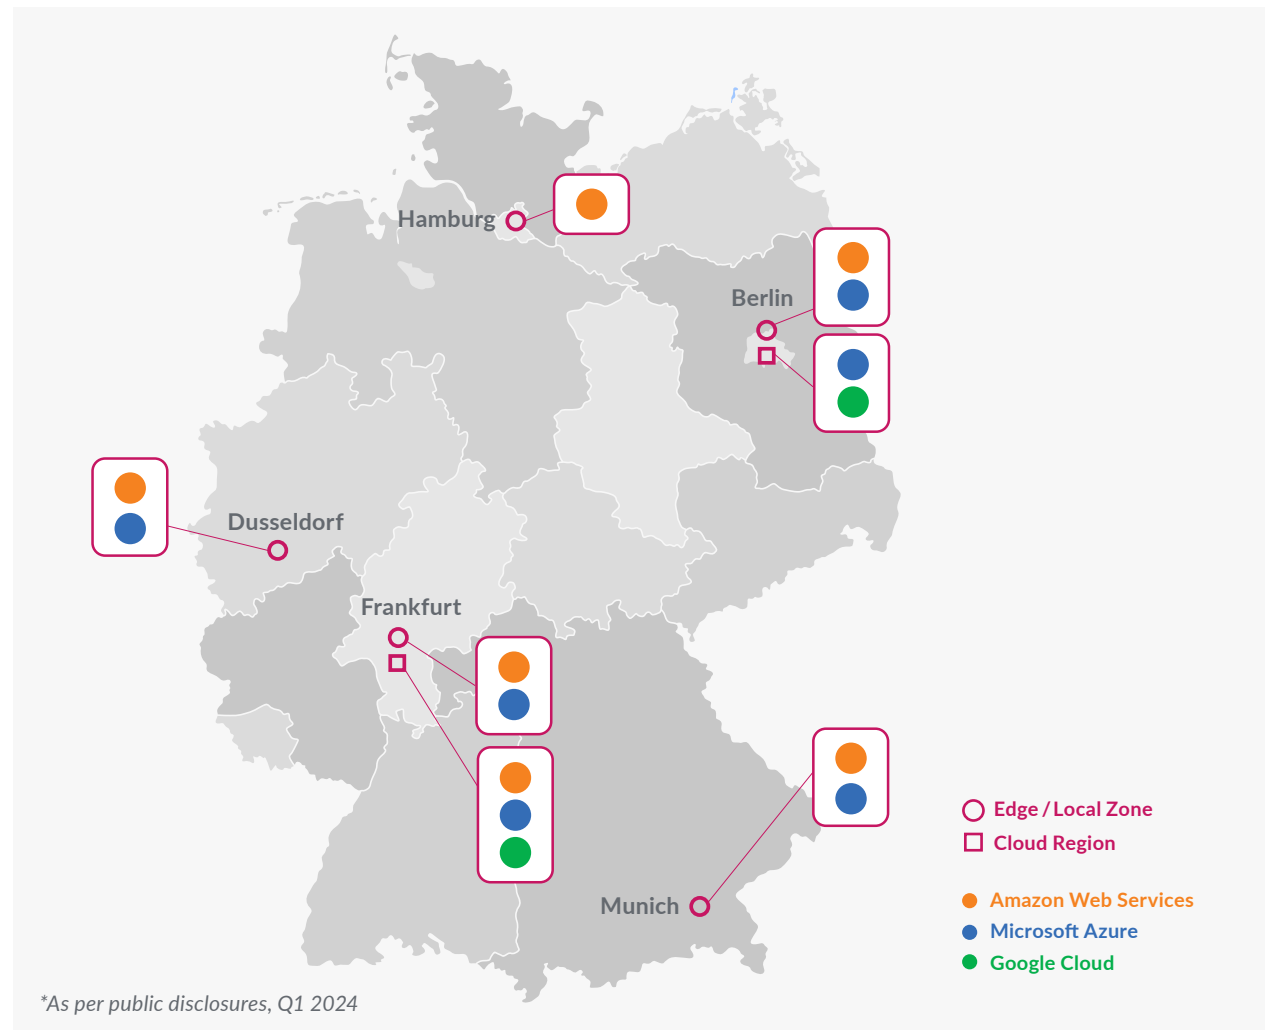 Hamburg
Berlin
Dusseldorf
Frankfurt
Munich
Edge / Local Zone
Cloud Region
Amazon Web Services
Microsoft Azure
Google Cloud
*As per public disclosures, Q1 2024